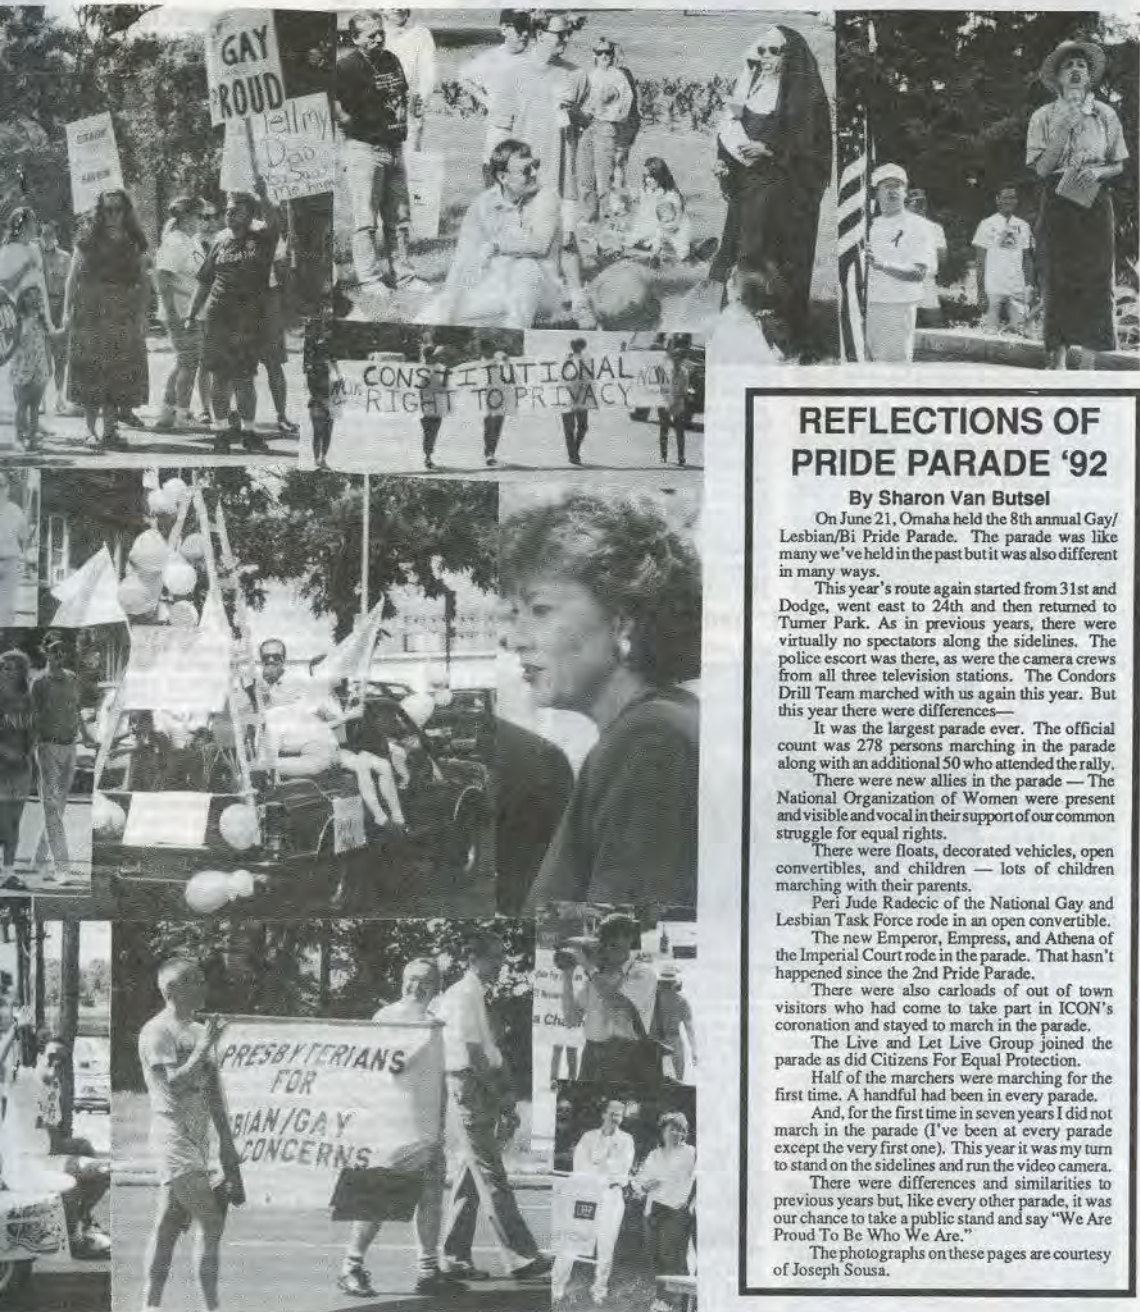 GAY
PROUD
Tell my
Dad
CONSTITUTIONAL
RIGHT TO PRIVACY
REFLECTIONS OF
PRIDE PARADE '92
By Sharon Van Butsel
On June 21, Omaha held the 8th annual Gay/
Lesbian/Bi Pride Parade. The parade was like
many we've held in the past but it was also different
in many ways.
This year's route again started from 31st and
Dodge, went east to 24th and then returned to
Turner Park. As in previous years, there were
virtually no spectators along the sidelines. The
police escort was there, as were the camera crews
from all three television stations. The Condors
Drill Team marched with us again this year. But
this year there were differences—
It was the largest parade ever. The official
count was 278 persons marching in the parade
along with an additional 50 who attended the rally.
There were new allies in the parade — The
National Organization of Women were present
and visible and vocal in their support of our common
struggle for equal rights.
There were floats, decorated vehicles, open
convertibles, and children — lots of children
marching with their parents.
Peri Jude Radecic of the National Gay and
Lesbian Task Force rode in an open convertible.
The new Emperor, Empress, and Athena of
the Imperial Court rode in the parade. That hasn't
happened since the 2nd Pride Parade.
There were also carloads of out of town
visitors who had come to take part in ICON's
coronation and stayed to march in the parade.
The Live and Let Live Group joined the
parade as did Citizens For Equal Protection.
Half of the marchers were marching for the
first time. A handful had been in every parade.
And, for the first time in seven years I did not
march in the parade (I've been at every parade
except the very first one). This year it was my turn
to stand on the sidelines and run the video camera.
There were differences and similarities to
previous years but, like every other parade, it was
our chance to take a public stand and say “We Are
Proud To Be Who We Are.”
The photographs on these pages are courtesy
of Joseph Sousa.
PRESBYTERIANS
FOR
BIAN/GAY
CONCERNS